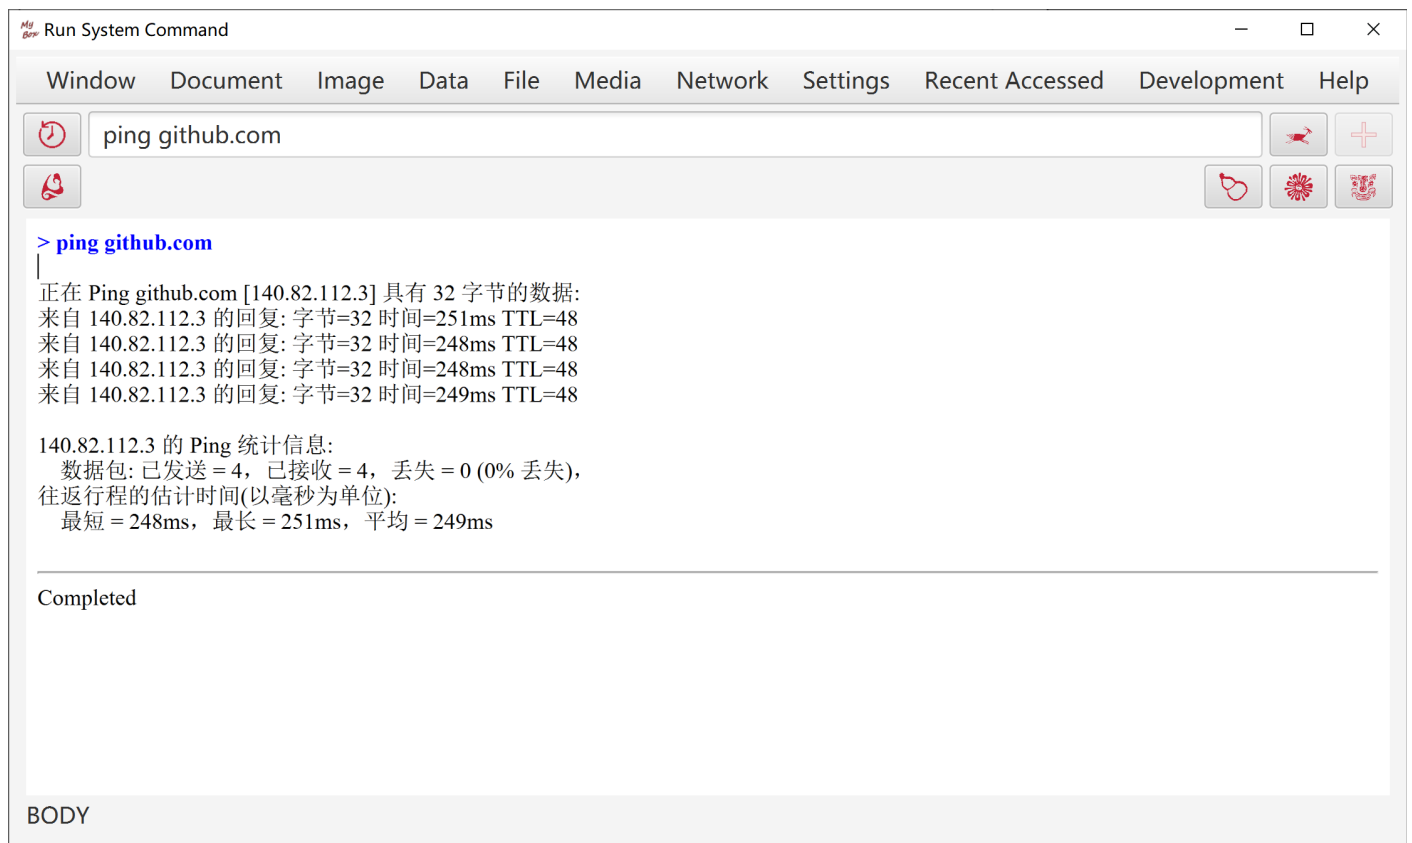 My Box Run System Command
Window Document Image Data File Media Network Settings Recent Accessed Development Help
ping github.com
> ping github.com
正在 Ping github.com [140.82.112.3] 具有 32 字节的数据:
来自 140.82.112.3 的回复: 字节=32 时间=251ms TTL=48
来自 140.82.112.3 的回复: 字节=32 时间=248ms TTL=48
来自 140.82.112.3 的回复: 字节=32 时间=248ms TTL=48
来自 140.82.112.3 的回复: 字节=32 时间=249ms TTL=48
140.82.112.3 的 Ping 统计信息:
数据包: 已发送 = 4，已接收 = 4，丢失 = 0 (0% 丢失)，
往返行程的估计时间(以毫秒为单位):
最短 = 248ms，最长 = 251ms，平均 = 249ms
Completed
BODY